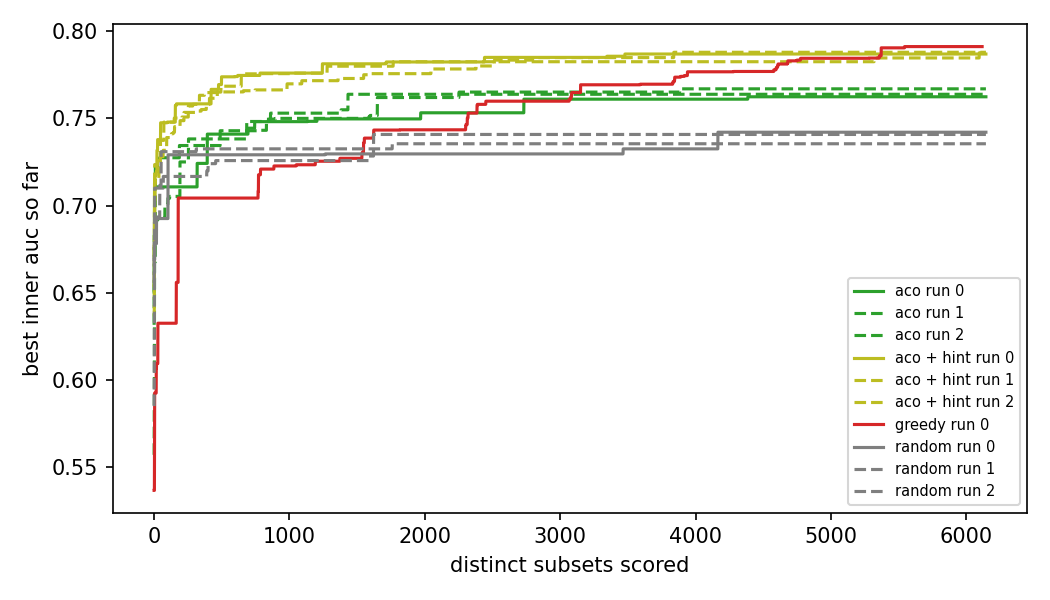 0.80
0.75
0.70
0.65
0.60
0.55
best inner auc so far
0 1000 2000 3000 4000 5000 6000
distinct subsets scored
aco run 0
aco run 1
aco run 2
aco + hint run 0
aco + hint run 1
aco + hint run 2
greedy run 0
random run 0
random run 1
random run 2